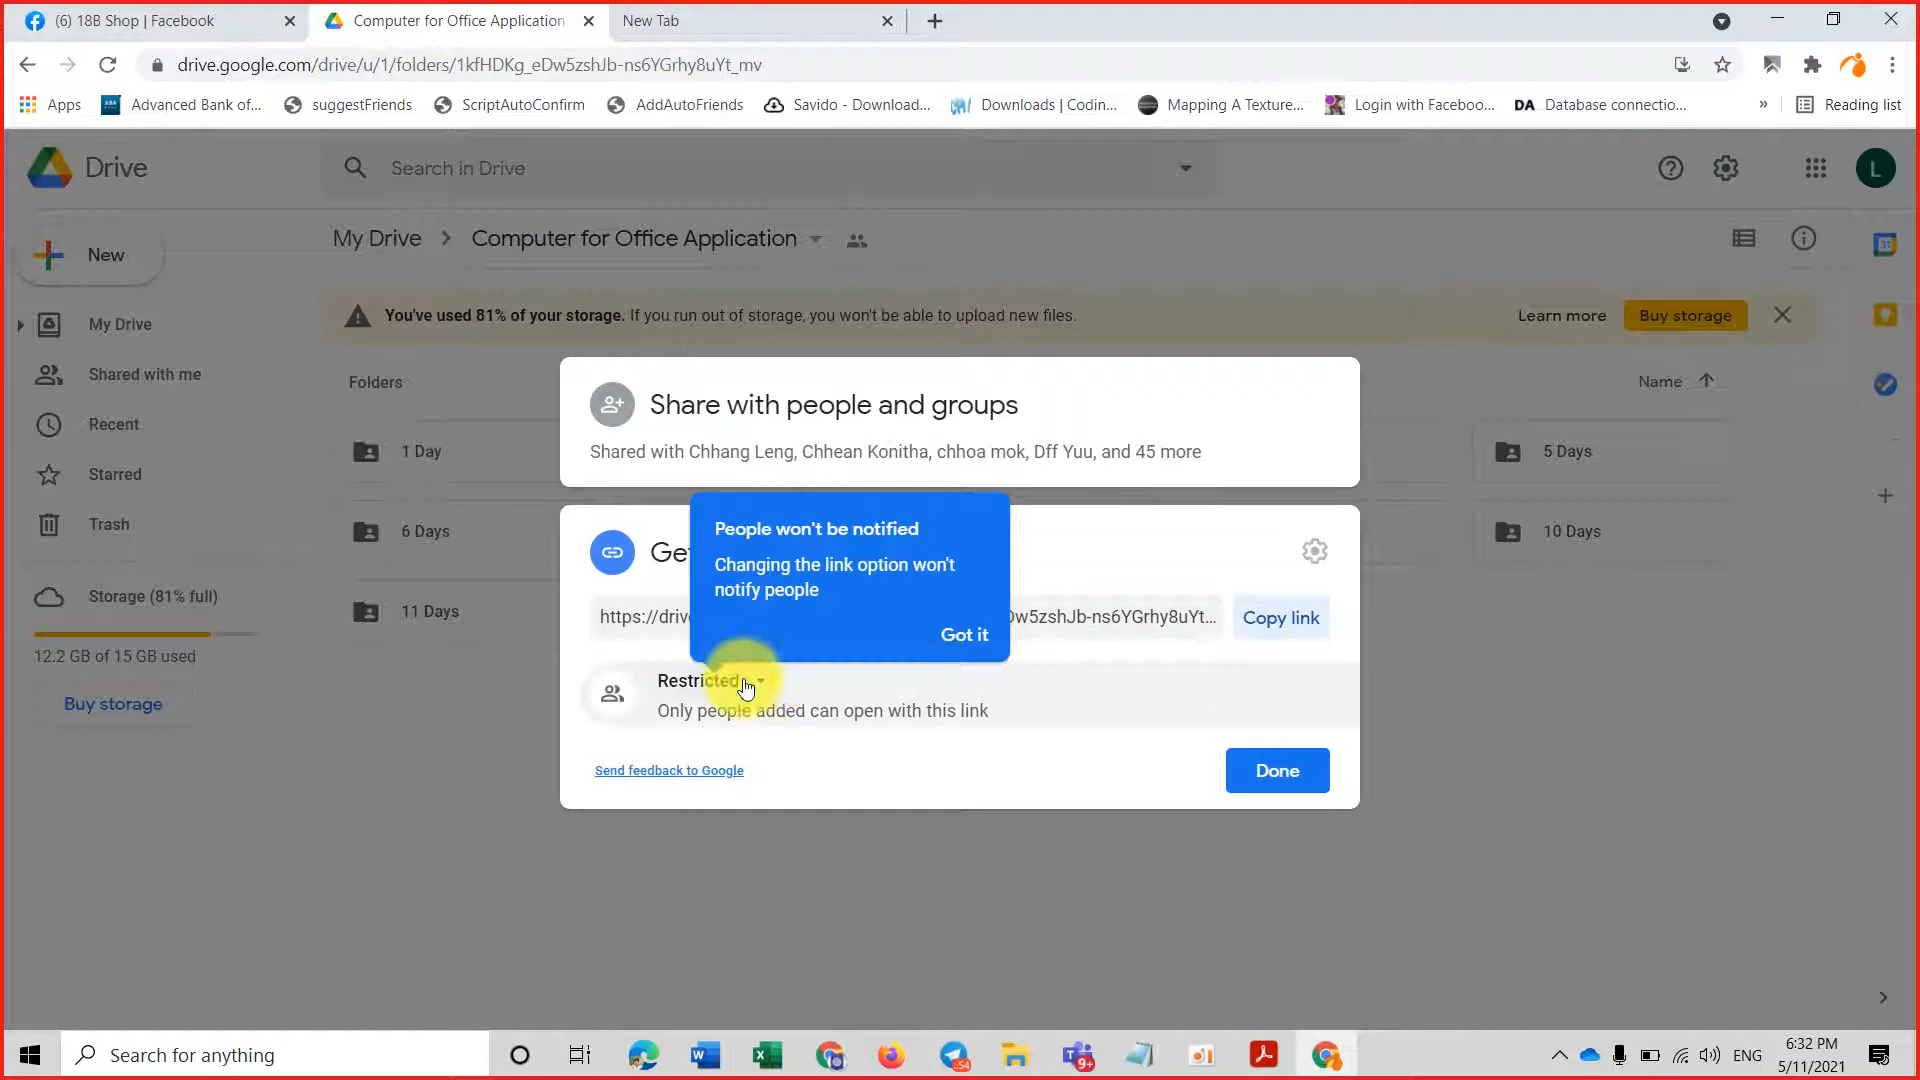 (6) 18B Shop | Facebook
Computer for Office Application
New Tab
drive.google.com/drive/u/1/folders/1kfHDKg_eDw5zshJb-ns6YGrhy8uYt_mv
Apps
Advanced Bank of...
suggestFriends
ScriptAutoConfirm
AddAutoFriends
Savido - Download...
Downloads | Codin...
Mapping A Texture...
Login with Faceboo...
DA Database connectio...
»
Reading list
Drive
Search in Drive
L
New
My Drive
Computer for Office Application
31
My Drive
Shared with me
Recent
Starred
Trash
Storage (81% full)
12.2 GB of 15 GB used
Buy storage
You've used 81% of your storage. If you run out of storage, you won't be able to upload new files.
Learn more
Buy storage
Folders
Name
1 Day
5 Days
6 Days
10 Days
11 Days
Share with people and groups
Shared with Chhang Leng, Chhean Konitha, chhoa mok, Dff Yuu, and 45 more
People won't be notified
Changing the link option won't
notify people
Got it
Ge
https://drive
Dw5zshJb-ns6YGrhy8uYt...
Copy link
Restricted
Only people added can open with this link
Send feedback to Google
Done
Search for anything
54
9+
ENG
6:32 PM
5/11/2021